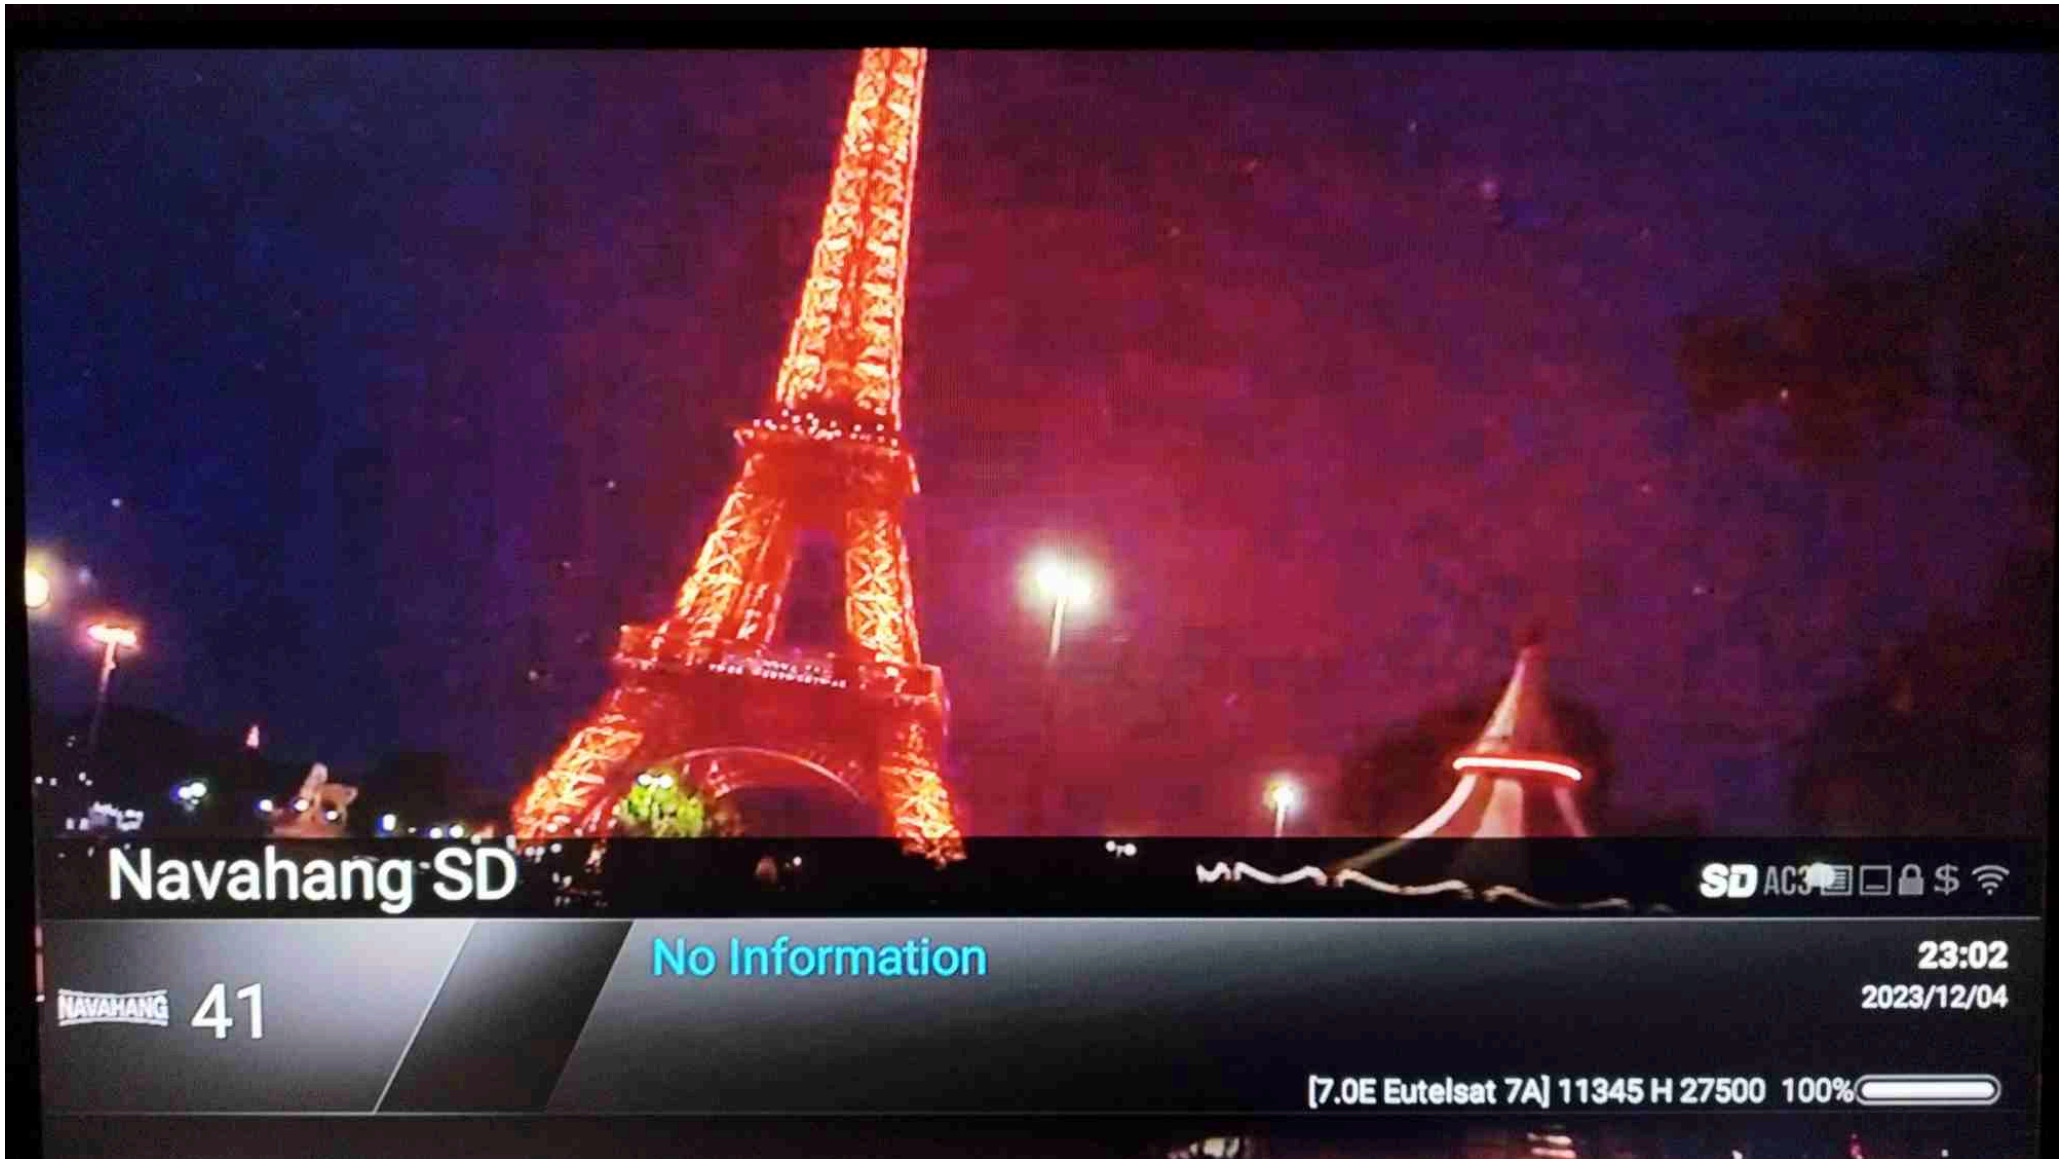 Navahang SD
SD AC3 $
No Information
23:02
NAVAHANG 41
2023/12/04
[7.0E Eutelsat 7A] 11345 H 27500 100%